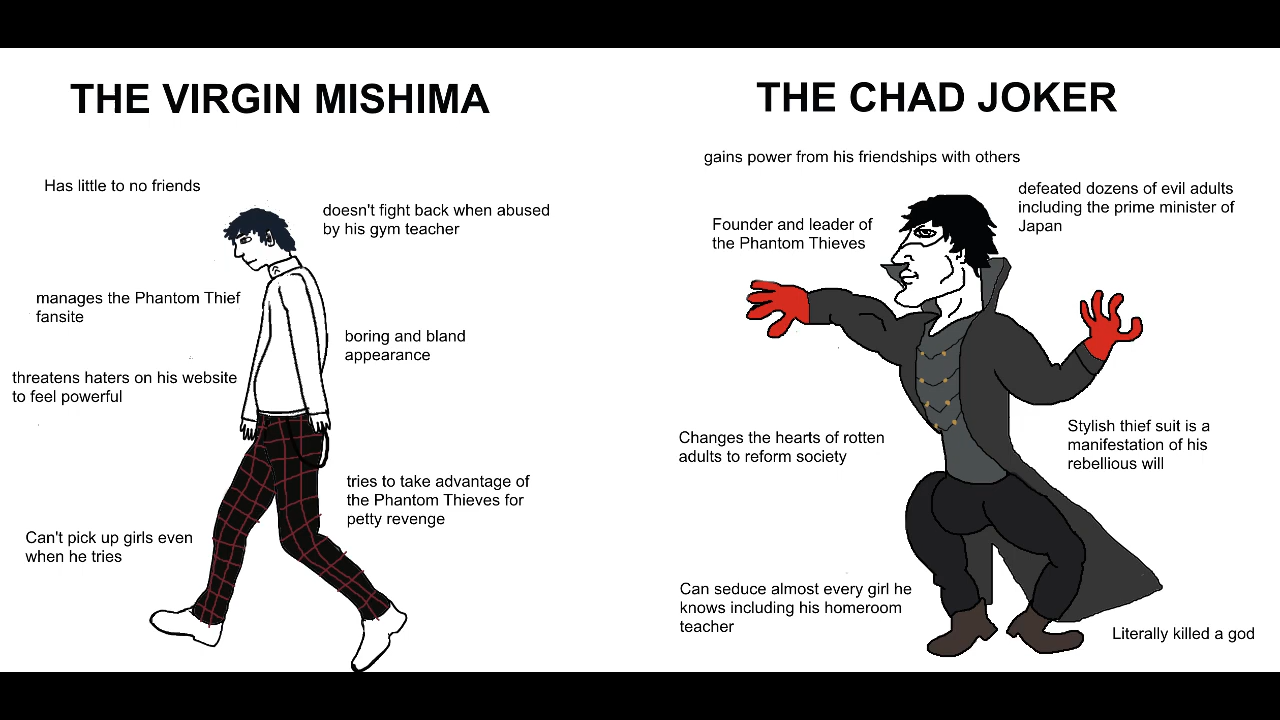 THE VIRGIN MISHIMA
Has little to no friends
doesn't fight back when abused
by his gym teacher
manages the Phantom Thief
fansite
boring and bland
appearance
threatens haters on his website
to feel powerful
tries to take advantage of
the Phantom Thieves for
petty revenge
Can't pick up girls even
when he tries
THE CHAD JOKER
gains power from his friendships with others
defeated dozens of evil adults
including the prime minister of
Japan
Founder and leader of
the Phantom Thieves
Changes the hearts of rotten
adults to reform society
Stylish thief suit is a
manifestation of his
rebellious will
Can seduce almost every girl he
knows including his homeroom
teacher
Literally killed a god